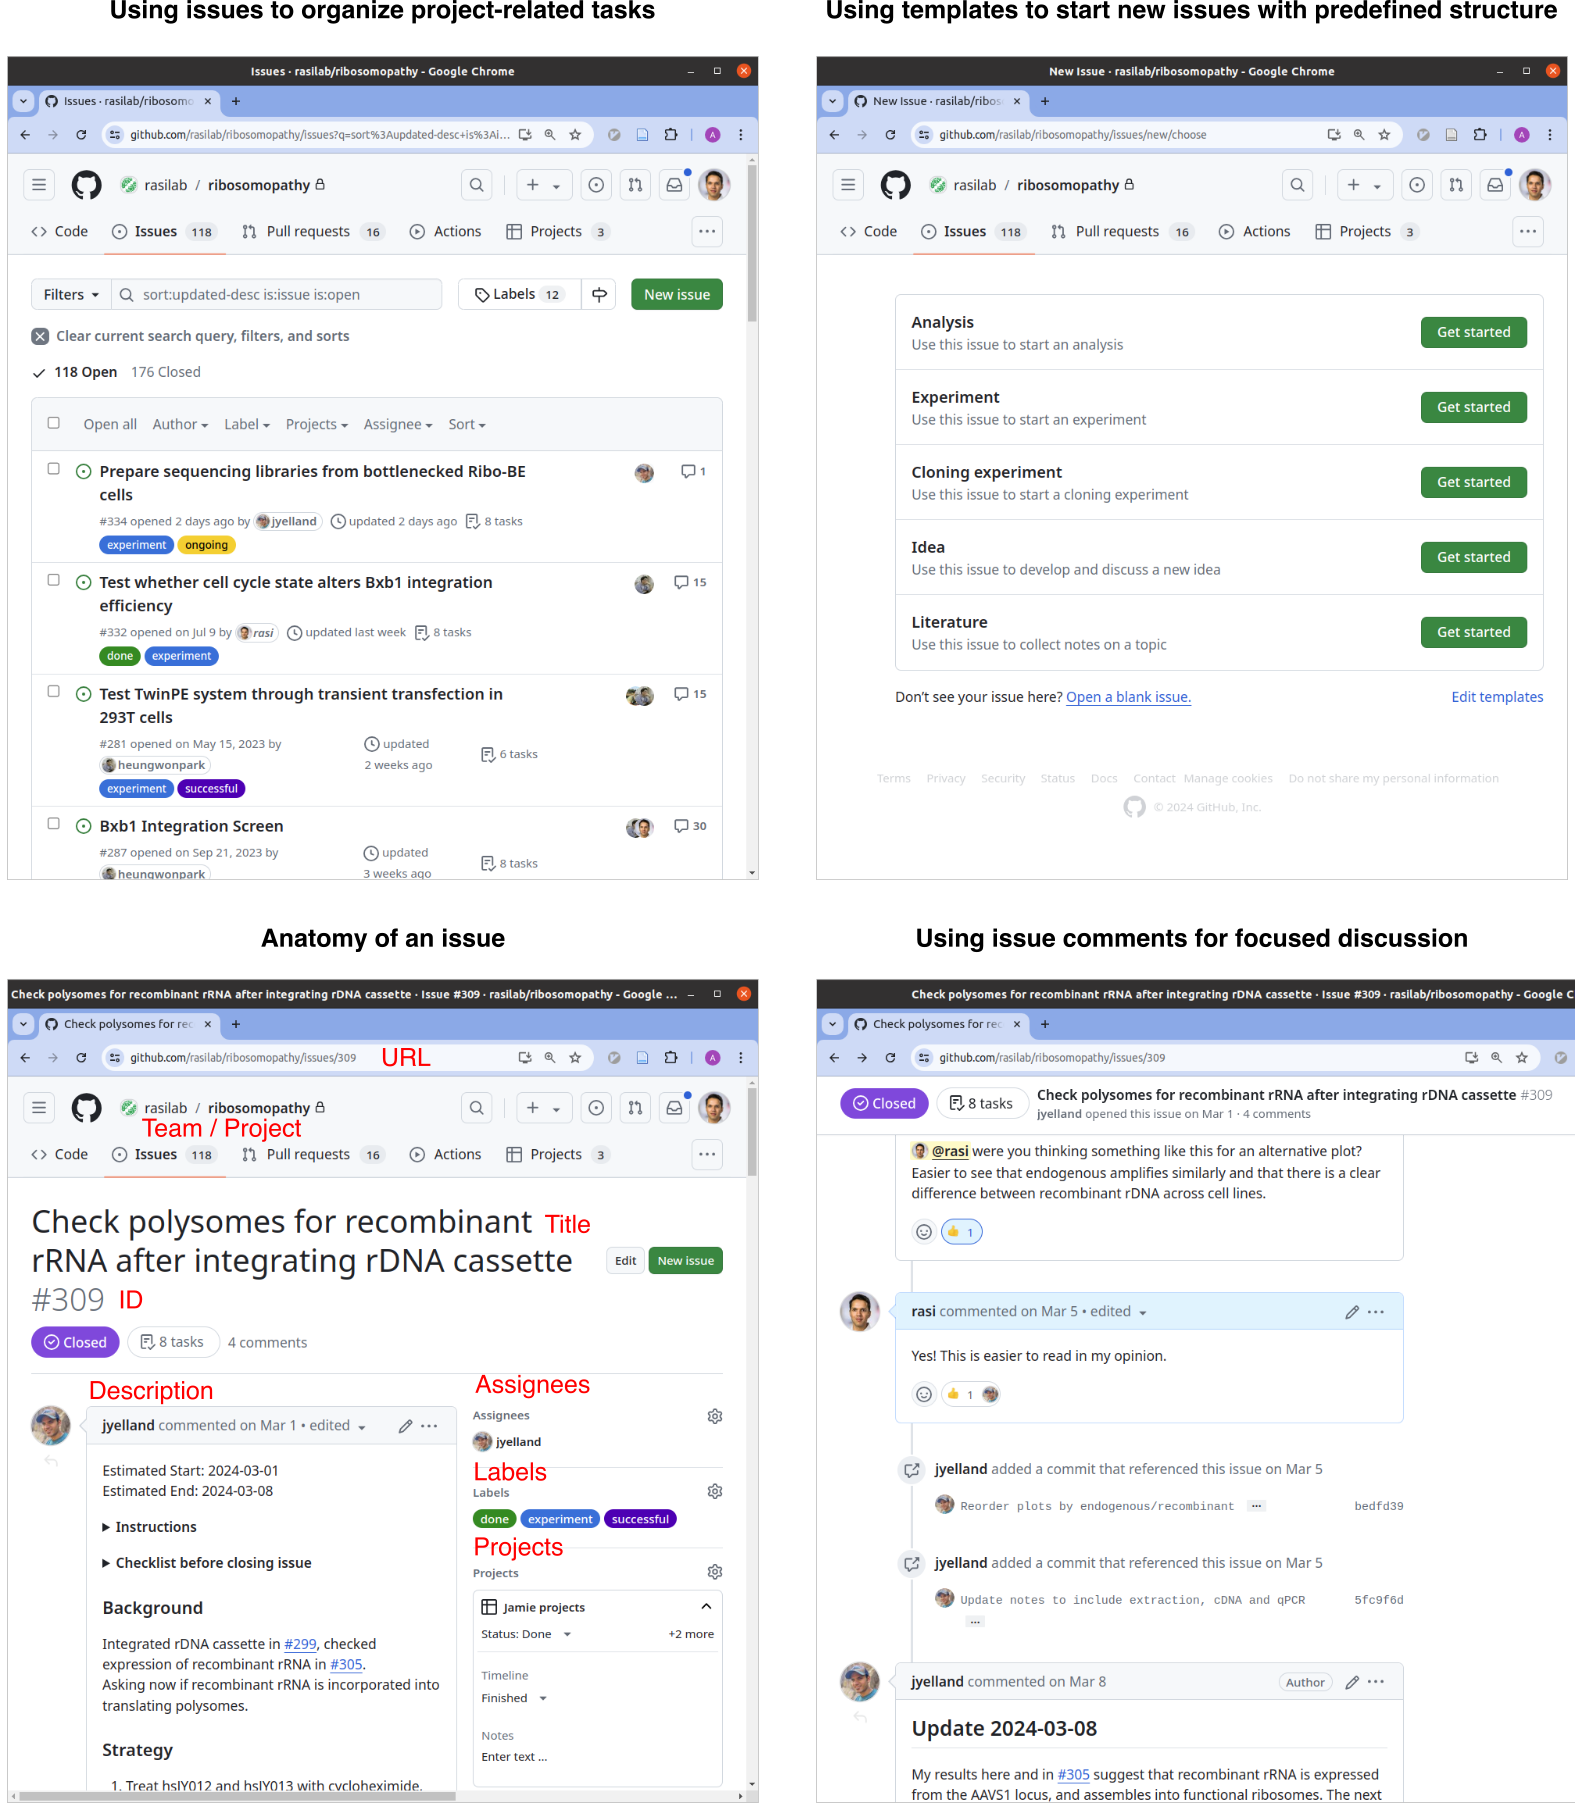 Using issues to organize project-related tasks
Issues · rasilab/ribosomopathy - Google Chrome
Issues · rasilab/ribosomo
github.com/rasilab/ribosomopathy/issues?q=sort%3Aupdated-desc+is%3Ai...
A
rasilab / ribosomopathy
Code Issues 118 Pull requests 16 Actions Projects 3
Filters sort:updated-desc is:issue is:open Labels 12 New issue
Clear current search query, filters, and sorts
118 Open 176 Closed
Open all Author Label Projects Assignee Sort
Prepare sequencing libraries from bottlenecked Ribo-BE 1
cells
#334 opened 2 days ago by jyelland updated 2 days ago 8 tasks
experiment ongoing
Test whether cell cycle state alters Bxb1 integration 15
efficiency
#332 opened on Jul 9 by rasi updated last week 8 tasks
done experiment
Test TwinPE system through transient transfection in 15
293T cells
#281 opened on May 15, 2023 by updated
heungwonpark 2 weeks ago 6 tasks
experiment successful
Bxb1 Integration Screen 30
#287 opened on Sep 21, 2023 by updated
heungwonpark 3 weeks ago 8 tasks
Using templates to start new issues with predefined structure
New Issue · rasilab/ribosomopathy - Google Chrome
New Issue · rasilab/ribos
github.com/rasilab/ribosomopathy/issues/new/choose
A
rasilab / ribosomopathy
Code Issues 118 Pull requests 16 Actions Projects 3
Analysis
Use this issue to start an analysis
Get started
Experiment
Use this issue to start an experiment
Get started
Cloning experiment
Use this issue to start a cloning experiment
Get started
Idea
Use this issue to develop and discuss a new idea
Get started
Literature
Use this issue to collect notes on a topic
Get started
Don't see your issue here? Open a blank issue. Edit templates
Terms Privacy Security Status Docs Contact Manage cookies Do not share my personal information
© 2024 GitHub, Inc.
Anatomy of an issue
Check polysomes for recombinant rRNA after integrating rDNA cassette · Issue #309 · rasilab/ribosomopathy - Google ...
Check polysomes for rec
github.com/rasilab/ribosomopathy/issues/309 URL
A
rasilab / ribosomopathy
Team / Project
Code Issues 118 Pull requests 16 Actions Projects 3
Check polysomes for recombinant Title
rRNA after integrating rDNA cassette
#309 ID
Edit New issue
Closed 8 tasks 4 comments
Description
jyelland commented on Mar 1 • edited
Estimated Start: 2024-03-01
Estimated End: 2024-03-08
Instructions
Checklist before closing issue
Background
Integrated rDNA cassette in #299, checked
expression of recombinant rRNA in #305.
Asking now if recombinant rRNA is incorporated into
translating polysomes.
Strategy
1. Treat hsJY012 and hsJY013 with cycloheximide.
Assignees
Assignees
jyelland
Labels
Labels
done experiment successful
Projects
Projects
Jamie projects
Status: Done +2 more
Timeline
Finished
Notes
Enter text ...
Using issue comments for focused discussion
Check polysomes for recombinant rRNA after integrating rDNA cassette · Issue #309 · rasilab/ribosomopathy - Google C
Check polysomes for rec
github.com/rasilab/ribosomopathy/issues/309
Closed 8 tasks
Check polysomes for recombinant rRNA after integrating rDNA cassette #309
jyelland opened this issue on Mar 1 · 4 comments
@rasi were you thinking something like this for an alternative plot?
Easier to see that endogenous amplifies similarly and that there is a clear
difference between recombinant rDNA across cell lines.
1
rasi commented on Mar 5 • edited
Yes! This is easier to read in my opinion.
1
jyelland added a commit that referenced this issue on Mar 5
Reorder plots by endogenous/recombinant ... bedfd39
jyelland added a commit that referenced this issue on Mar 5
Update notes to include extraction, cDNA and qPCR 5fc9f6d
...
jyelland commented on Mar 8 Author
Update 2024-03-08
My results here and in #305 suggest that recombinant rRNA is expressed
from the AAVS1 locus, and assembles into functional ribosomes. The next